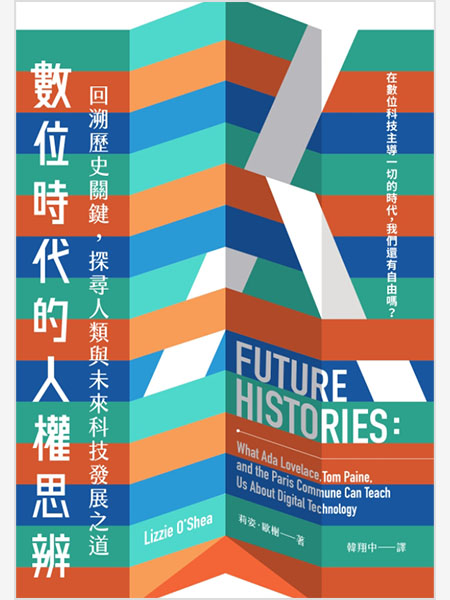 數位時代的人權思辨
回溯歷史關鍵，探尋人類與未來科技發展之道
在數位科技主導一切的時代，我們還有自由嗎？
FUTURE
HISTORIES：
What Ada Lovelace, Tom Paine,
and the Paris Commune Can Teach
Us About Digital Technology
Lizzie O'Shea
莉姿·歐榭——著
韓翔中——譯